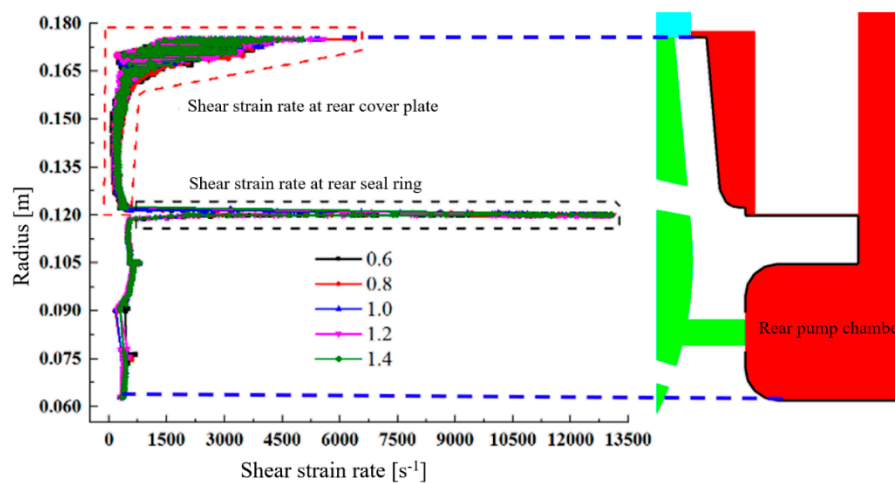 0.180
0.165
0.150
0.135
0.120
0.105
0.090
0.075
0.060
Radius [m]
Shear strain rate at rear cover plate
Shear strain rate at rear seal ring
0.6
0.8
1.0
1.2
1.4
Rear pump chambe
0 1500 3000 4500 6000 7500 9000 10500 12000 13500
Shear strain rate [s⁻¹]